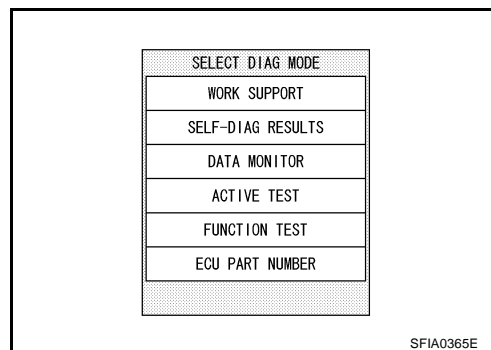 SELECT DIAG MODE
WORK SUPPORT
SELF-DIAG RESULTS
DATA MONITOR
ACTIVE TEST
FUNCTION TEST
ECU PART NUMBER
SFIA0365E